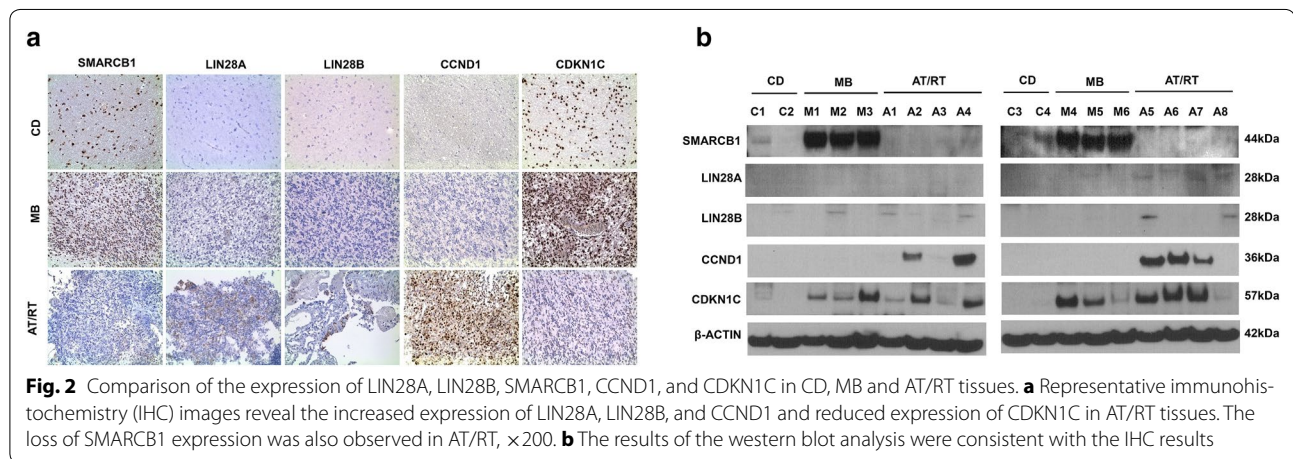 a
SMARCB1 LIN28A LIN28B CCND1 CDKN1C
CD
MB
AT/RT
b
CD MB AT/RT
C1 C2 M1 M2 M3 A1 A2 A3 A4
CD MB AT/RT
C3 C4 M4 M5 M6 A5 A6 A7 A8
SMARCB1 44kDa
LIN28A 28kDa
LIN28B 28kDa
CCND1 36kDa
CDKN1C 57kDa
β-ACTIN 42kDa
Fig. 2 Comparison of the expression of LIN28A, LIN28B, SMARCB1, CCND1, and CDKN1C in CD, MB and AT/RT tissues. a Representative immunohis-
tochemistry (IHC) images reveal the increased expression of LIN28A, LIN28B, and CCND1 and reduced expression of CDKN1C in AT/RT tissues. The
loss of SMARCB1 expression was also observed in AT/RT, ×200. b The results of the western blot analysis were consistent with the IHC results